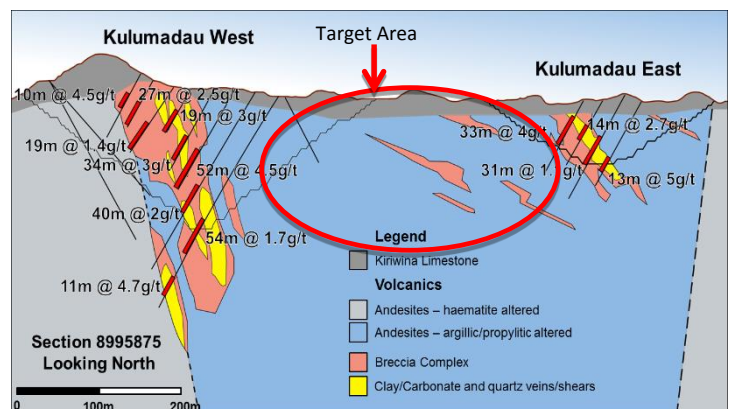 Kulumadau West
Target Area
Kulumadau East
10m @ 4.5g/t
27m @ 2.5g/t
19m @ 3g/t
19m @ 1.4g/t
34m @ 3g/t
52m @ 4.5g/t
40m @ 2g/t
54m @ 1.7g/t
11m @ 4.7g/t
33m @ 4g/t
14m @ 2.7g/t
31m @ 1. g/t
13m @ 5g/t
Legend
Kiriwina Limestone
Volcanics
Andesites – haematite altered
Andesites – argillic/propylitic altered
Breccia Complex
Clay/Carbonate and quartz veins/shears
Section 8995875
Looking North
0 100m 200m